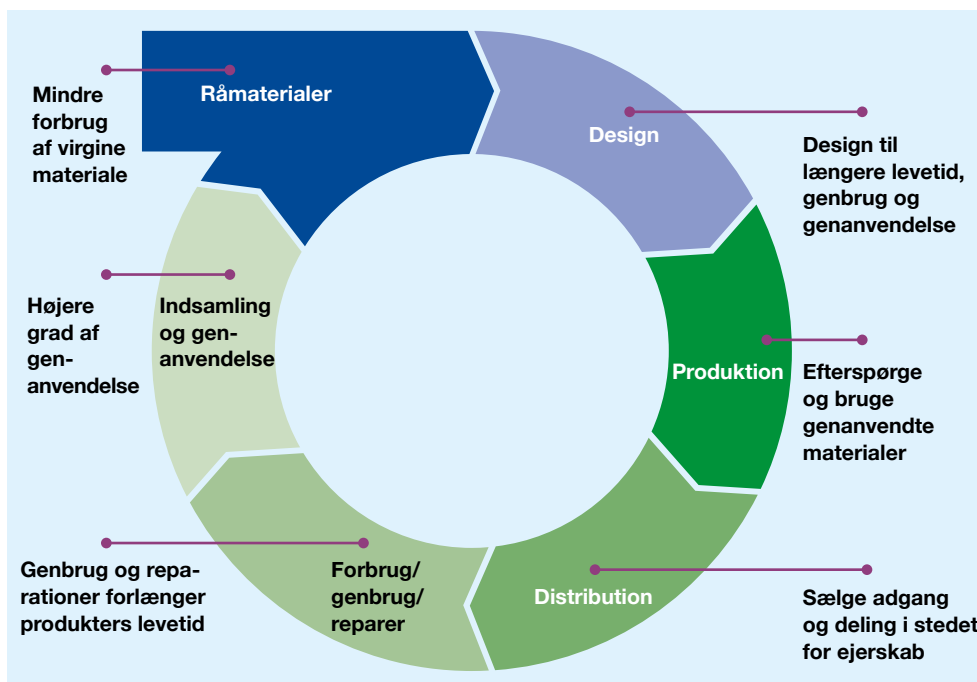 Råmaterialer
Mindre
forbrug
af virgine
materiale
Design
Design til
længere levetid,
genbrug og
genanvendelse
Produktion
Efterspørge
og bruge
genanvendte
materialer
Distribution
Sælge adgang
og deling i stedet
for ejerskab
Forbrug/
genbrug/
reparer
Genbrug og repa-
rationer forlænger
produkters levetid
Indsamling
og gen-
anvendelse
Højere
grad af
gen-
anvendelse